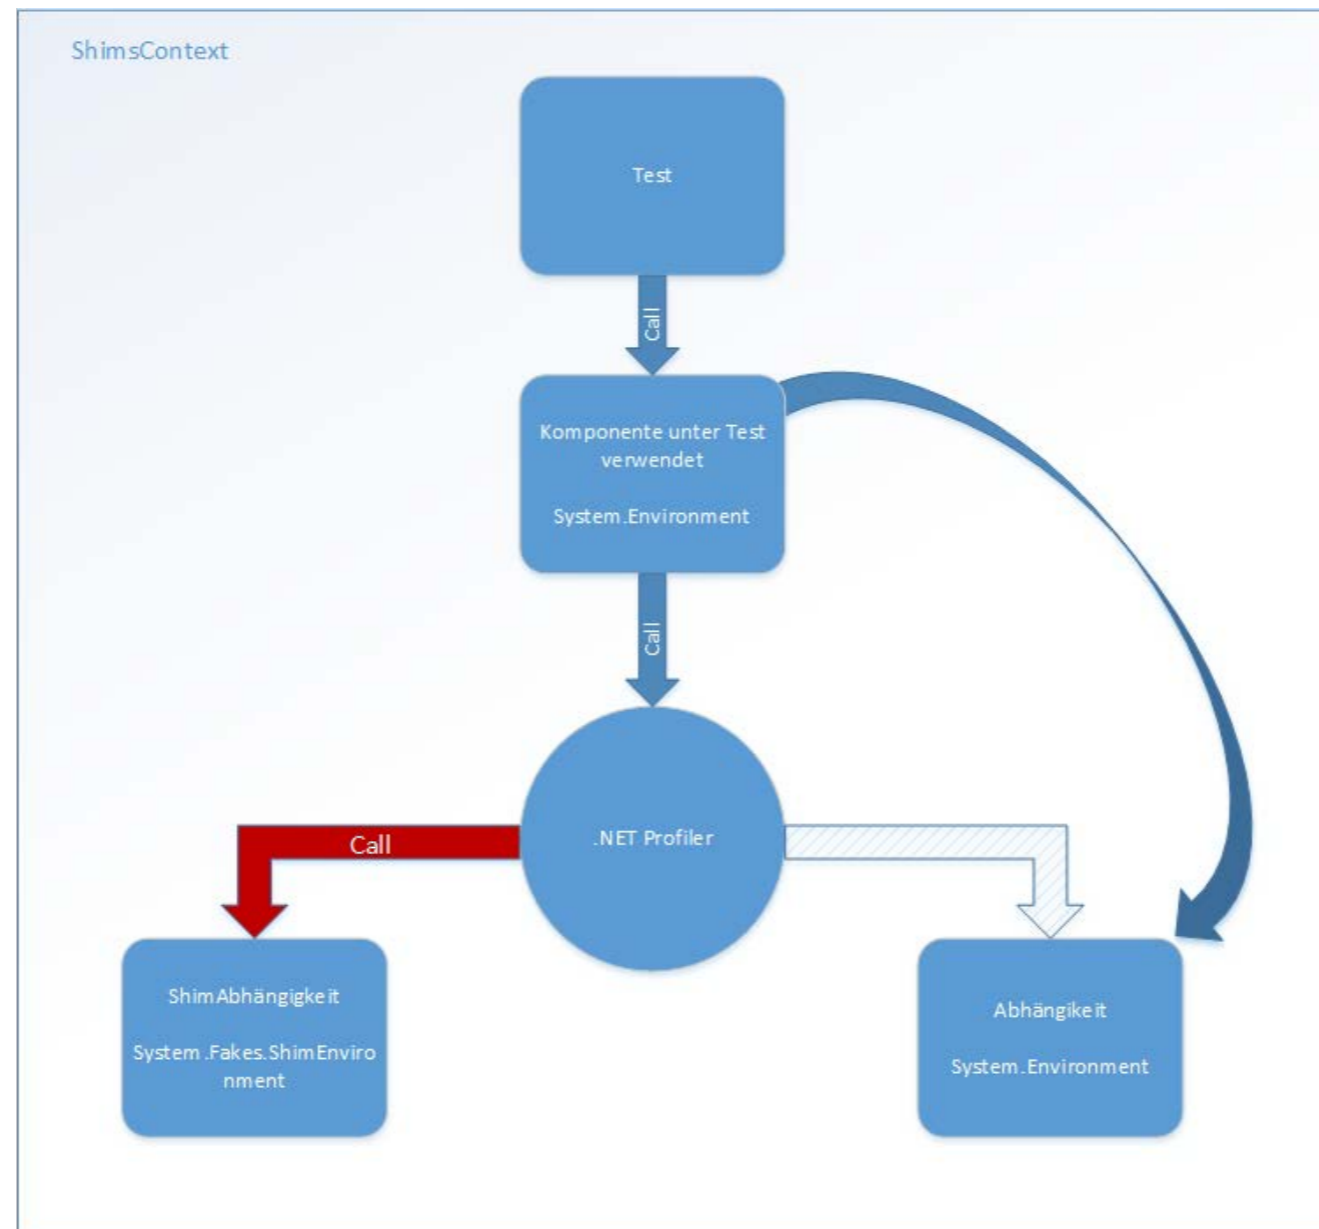 ShimsContext
Test
Call
Komponente unter Test
verwendet
System.Environment
Call
.NET Profiler
Call
ShimAbhängigkeit
System.Fakes.ShimEnviro
nment
Abhängikeit
System.Environment